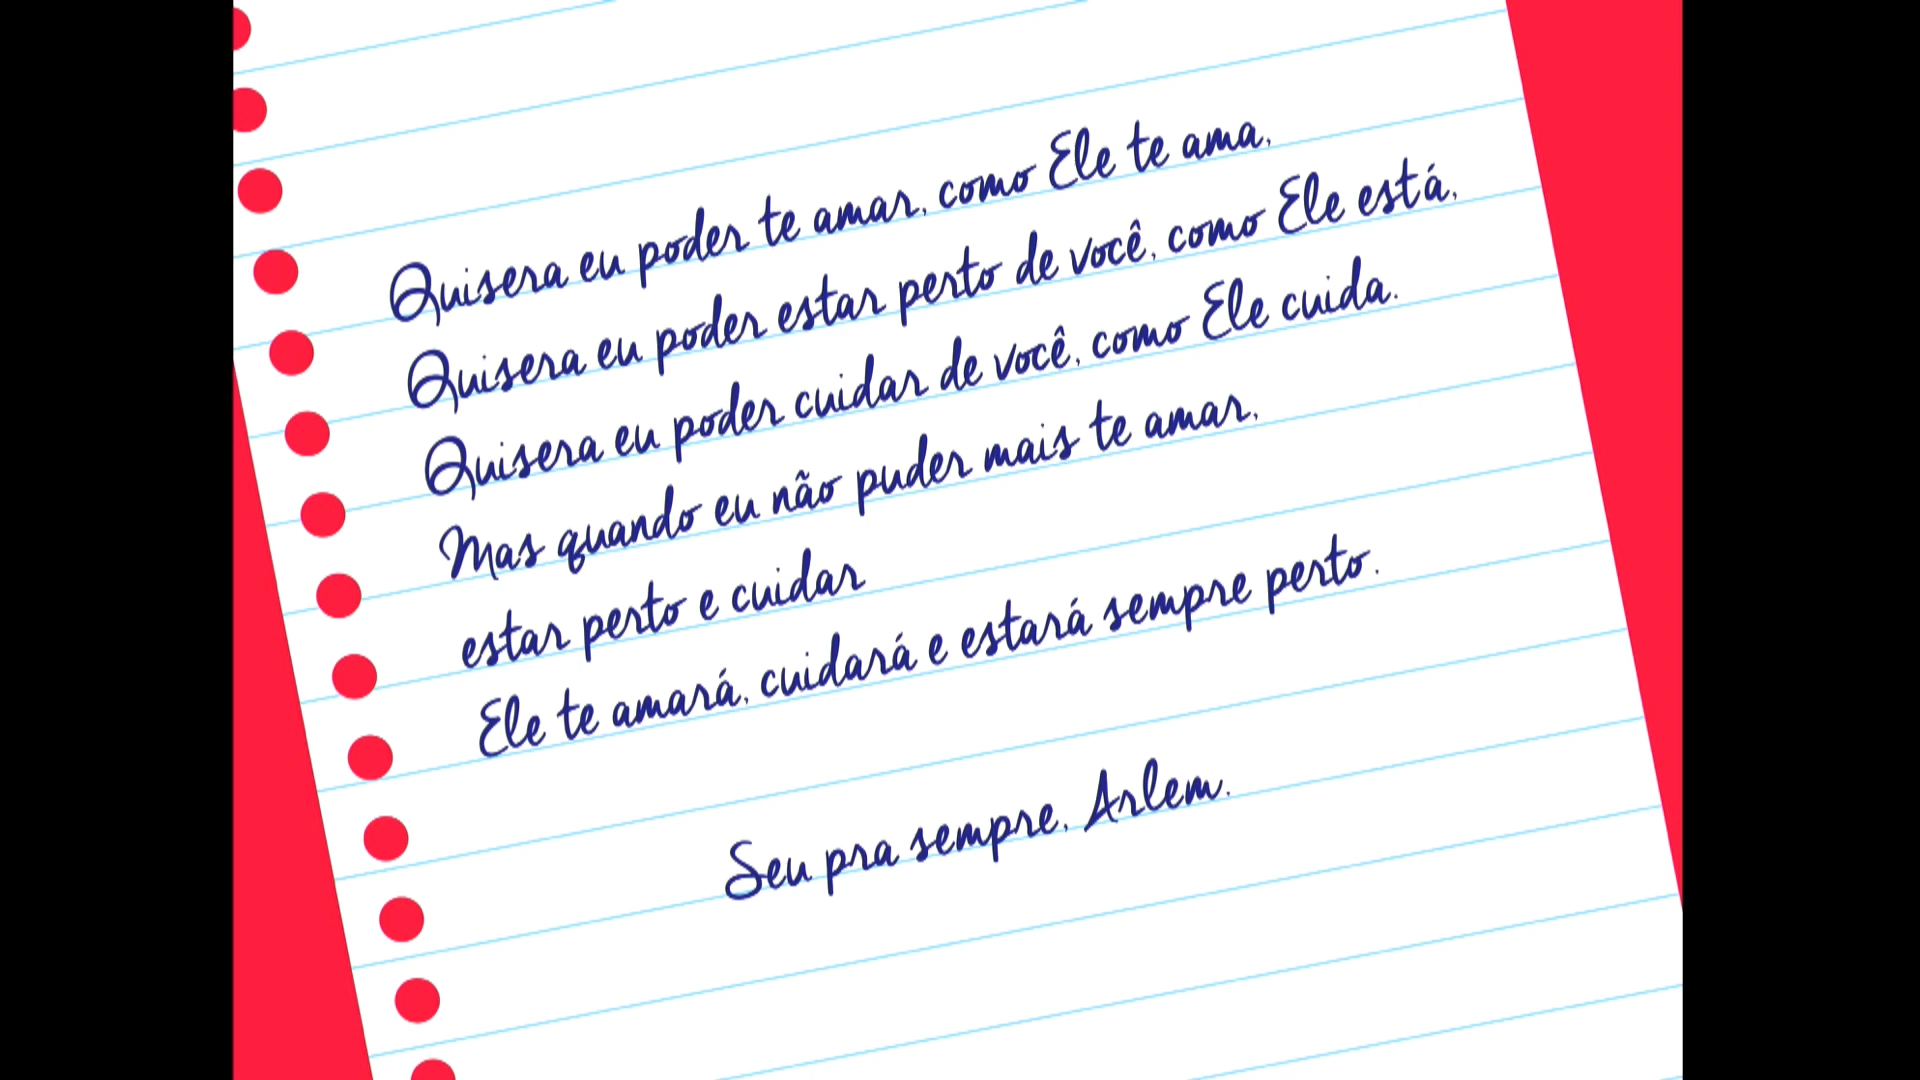 Quisera eu poder te amar, como Ele te ama,
Quisera eu poder estar perto de você, como Ele está,
Quisera eu poder cuidar de você, como Ele cuida.
Mas quando eu não puder mais te amar,
estar perto e cuidar
Ele te amará, cuidará e estará sempre perto.
Seu pra sempre, Arlem.